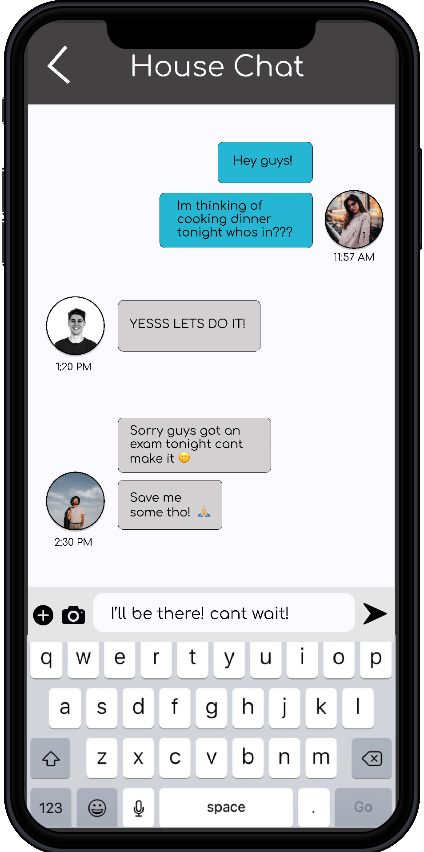 House Chat
Hey guys!
Im thinking of
cooking dinner
tonight whos in???
11:57 AM
YESSS LETS DO IT!
1:20 PM
Sorry guys got an
exam tonight cant
make it 🫤
Save me
some tho! 🙏🏼
2:30 PM
I'll be there! cant wait!
q w e r t y u i o p
a s d f g h j k l
z x c v b n m
123 space . Go